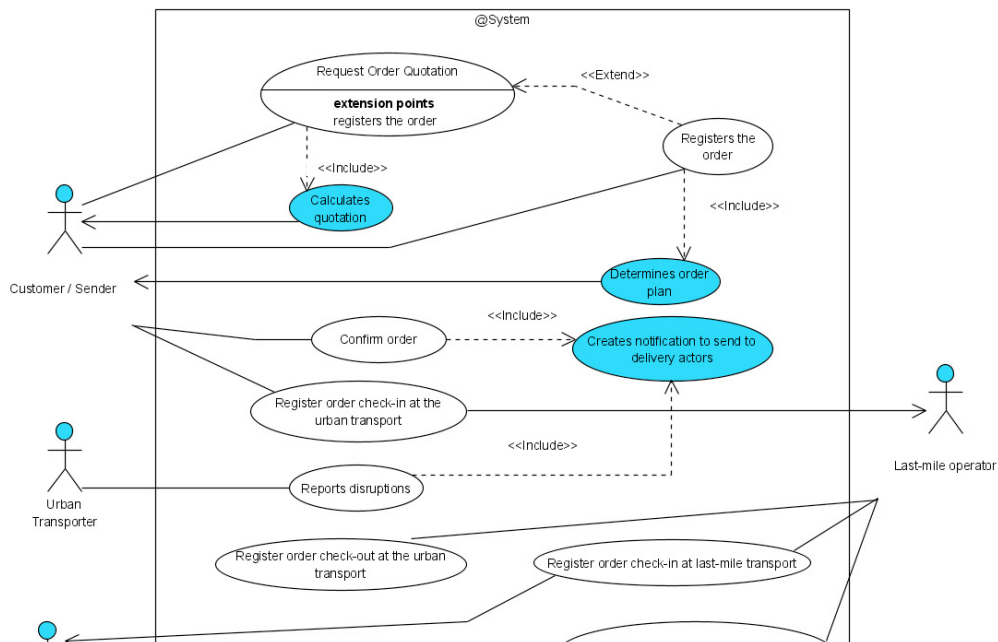 @System
Request Order Quotation
<<Extend>>
extension points
registers the order
Registers the
order
<<Include>>
Calculates
quotation
<<Include>>
Customer / Sender
Determines order
plan
<<Include>>
Confirm order
Creates notification to send to
delivery actors
Register order check-in at the
urban transport
<<Include>>
Last-mile operator
Reports disruptions
Urban
Transporter
Register order check-out at the urban
transport
Register order check-in at last-mile transport